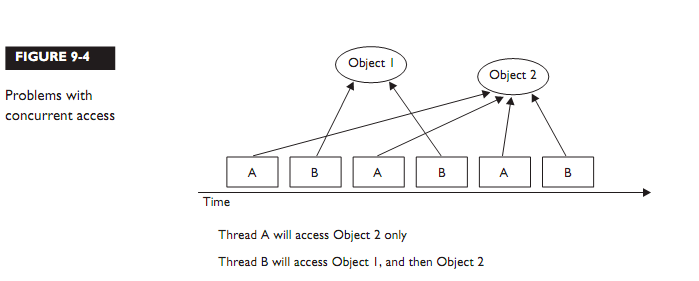 FIGURE 9-4
Problems with
concurrent access
Object 1
Object 2
A
B
A
B
A
B
Time
Thread A will access Object 2 only
Thread B will access Object 1, and then Object 2